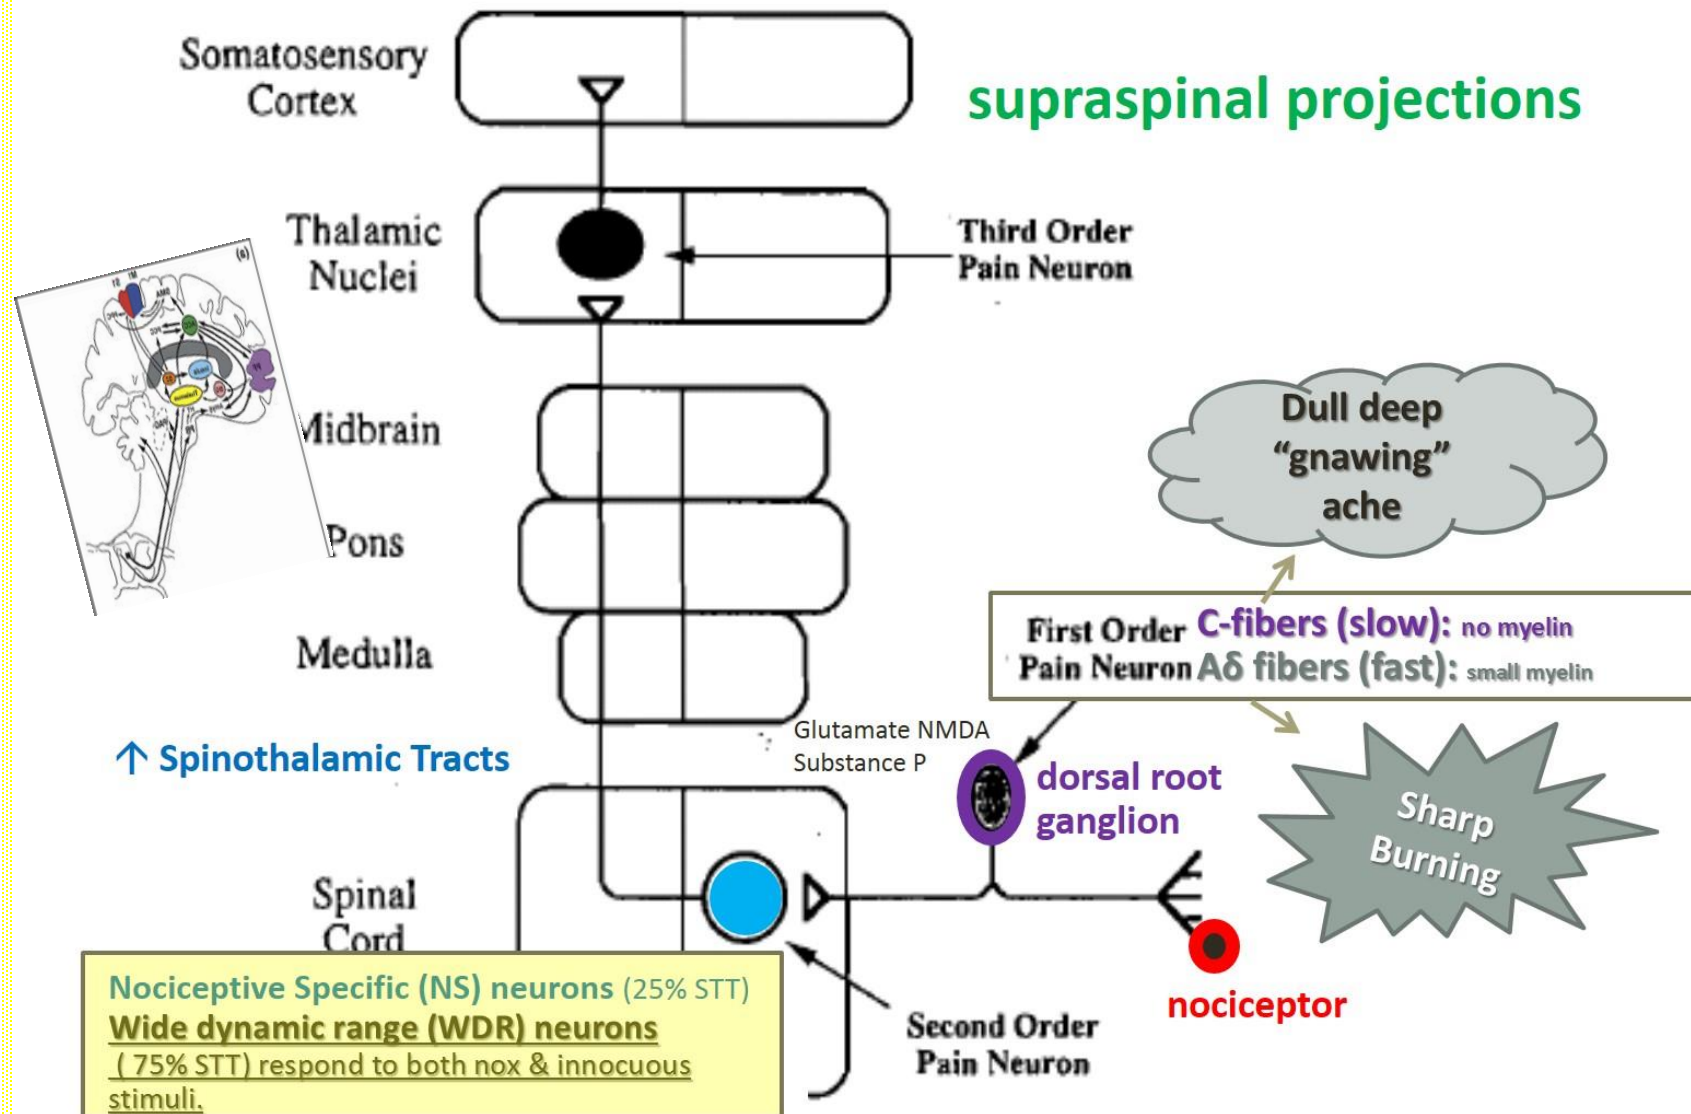 Somatosensory
Cortex
supraspinal projections
Thalamic
Nuclei
Third Order
Pain Neuron
(a)
Midbrain
Pons
Medulla
Dull deep
“gnawing”
ache
First Order
Pain Neuron
C-fibers (slow): no myelin
Aδ fibers (fast): small myelin
Glutamate NMDA
Substance P
↑ Spinothalamic Tracts
dorsal root
ganglion
Sharp
Burning
Spinal
Cord
nociceptor
Second Order
Pain Neuron
Nociceptive Specific (NS) neurons (25% STT)
Wide dynamic range (WDR) neurons
( 75% STT) respond to both nox & innocuous
stimuli.